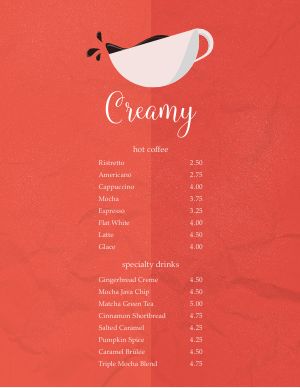 Creamy
hot coffee
Ristretto 2.50
Americano 2.75
Cappuccino 4.00
Mocha 3.75
Espresso 3.25
Flat White 4.00
Latte 4.50
Glace 4.00
specialty drinks
Gingerbread Creme 4.50
Mocha Java Chip 4.50
Matcha Green Tea 5.00
Cinnamon Shortbread 4.75
Salted Caramel 4.25
Pumpkin Spice 4.25
Caramel Brûlee 4.50
Triple Mocha Blend 4.75